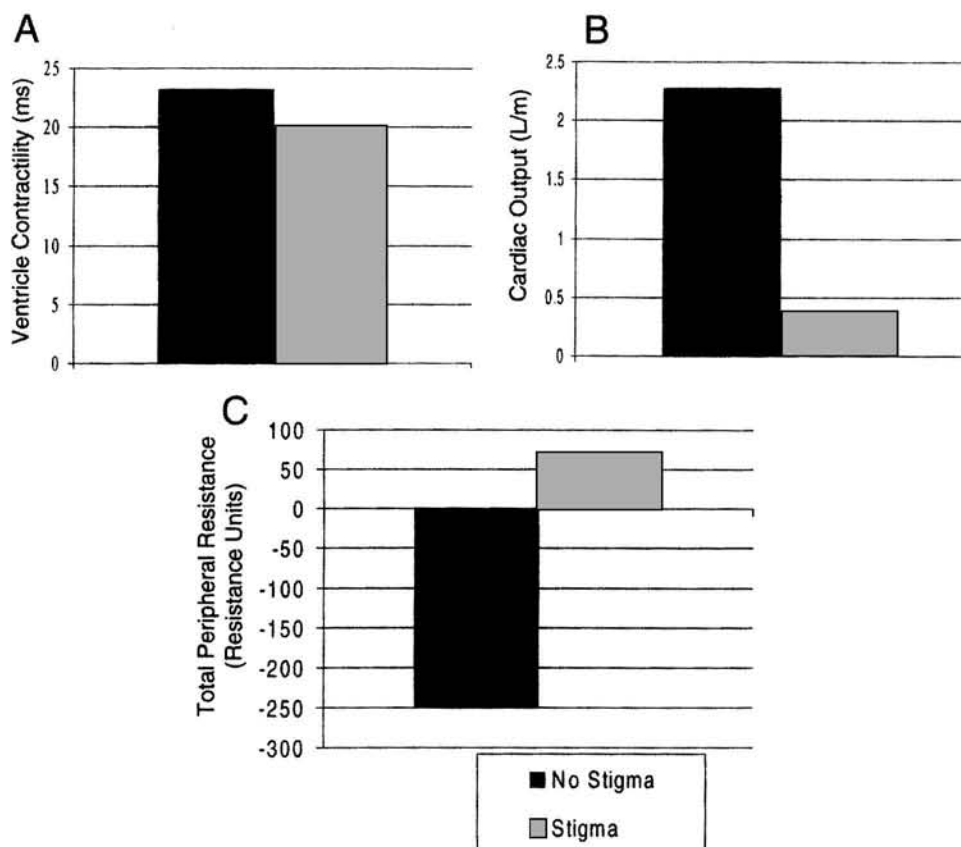 A
Ventricle Contractility (ms)
25
20
15
10
5
0
B
Cardiac Output (L/m)
2.5
2
1.5
1
0.5
0
C
Total Peripheral Resistance
(Resistance Units)
100
50
0
-50
-100
-150
-200
-250
-300
No Stigma
Stigma